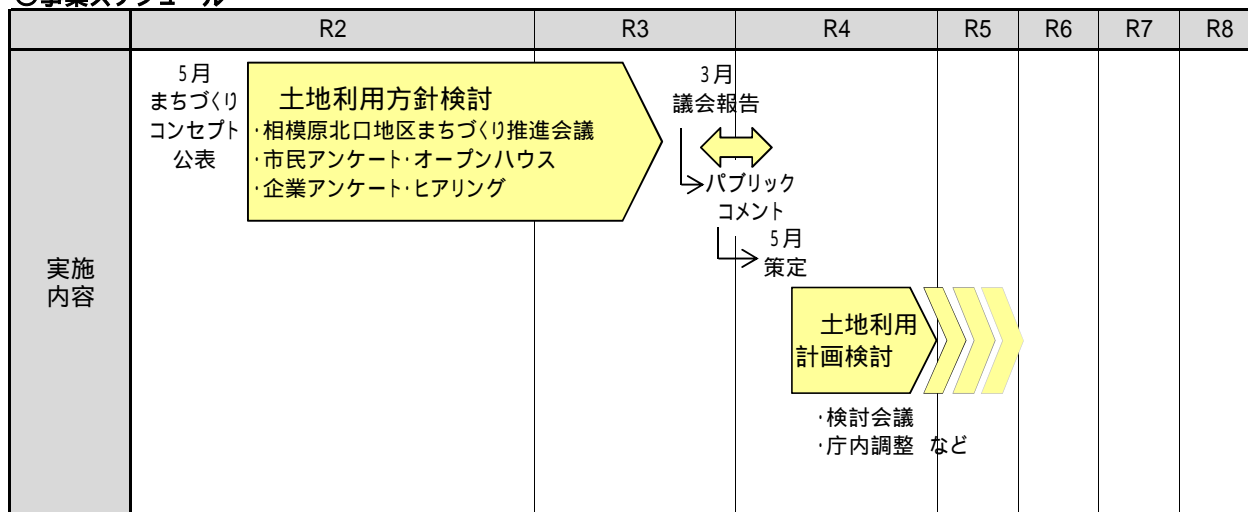 ○事業スケジュール
R2 R3 R4 R5 R6 R7 R8
実施
内容
5月
まちづくり
コンセプト
公表
土地利用方針検討
・相模原北口地区まちづくり推進会議
・市民アンケート・オープンハウス
・企業アンケート・ヒアリング
3月
議会報告
パブリック
コメント
5月
策定
土地利用
計画検討
・検討会議
・庁内調整 など